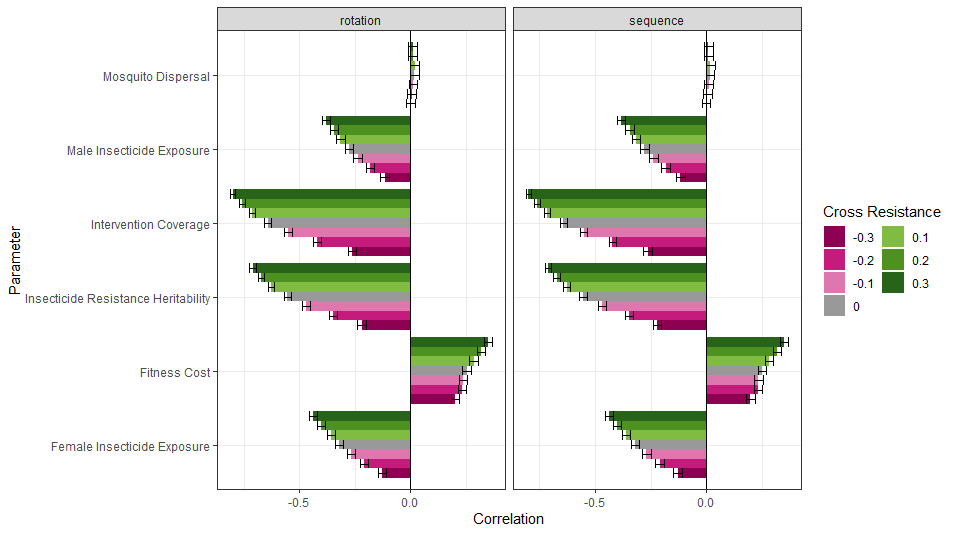 rotation
sequence
Parameter
Mosquito Dispersal
Male Insecticide Exposure
Intervention Coverage
Insecticide Resistance Heritability
Fitness Cost
Female Insecticide Exposure
-0.5 0.0
-0.5 0.0
Correlation
Cross Resistance
-0.3 0.1
-0.2 0.2
-0.1 0.3
0